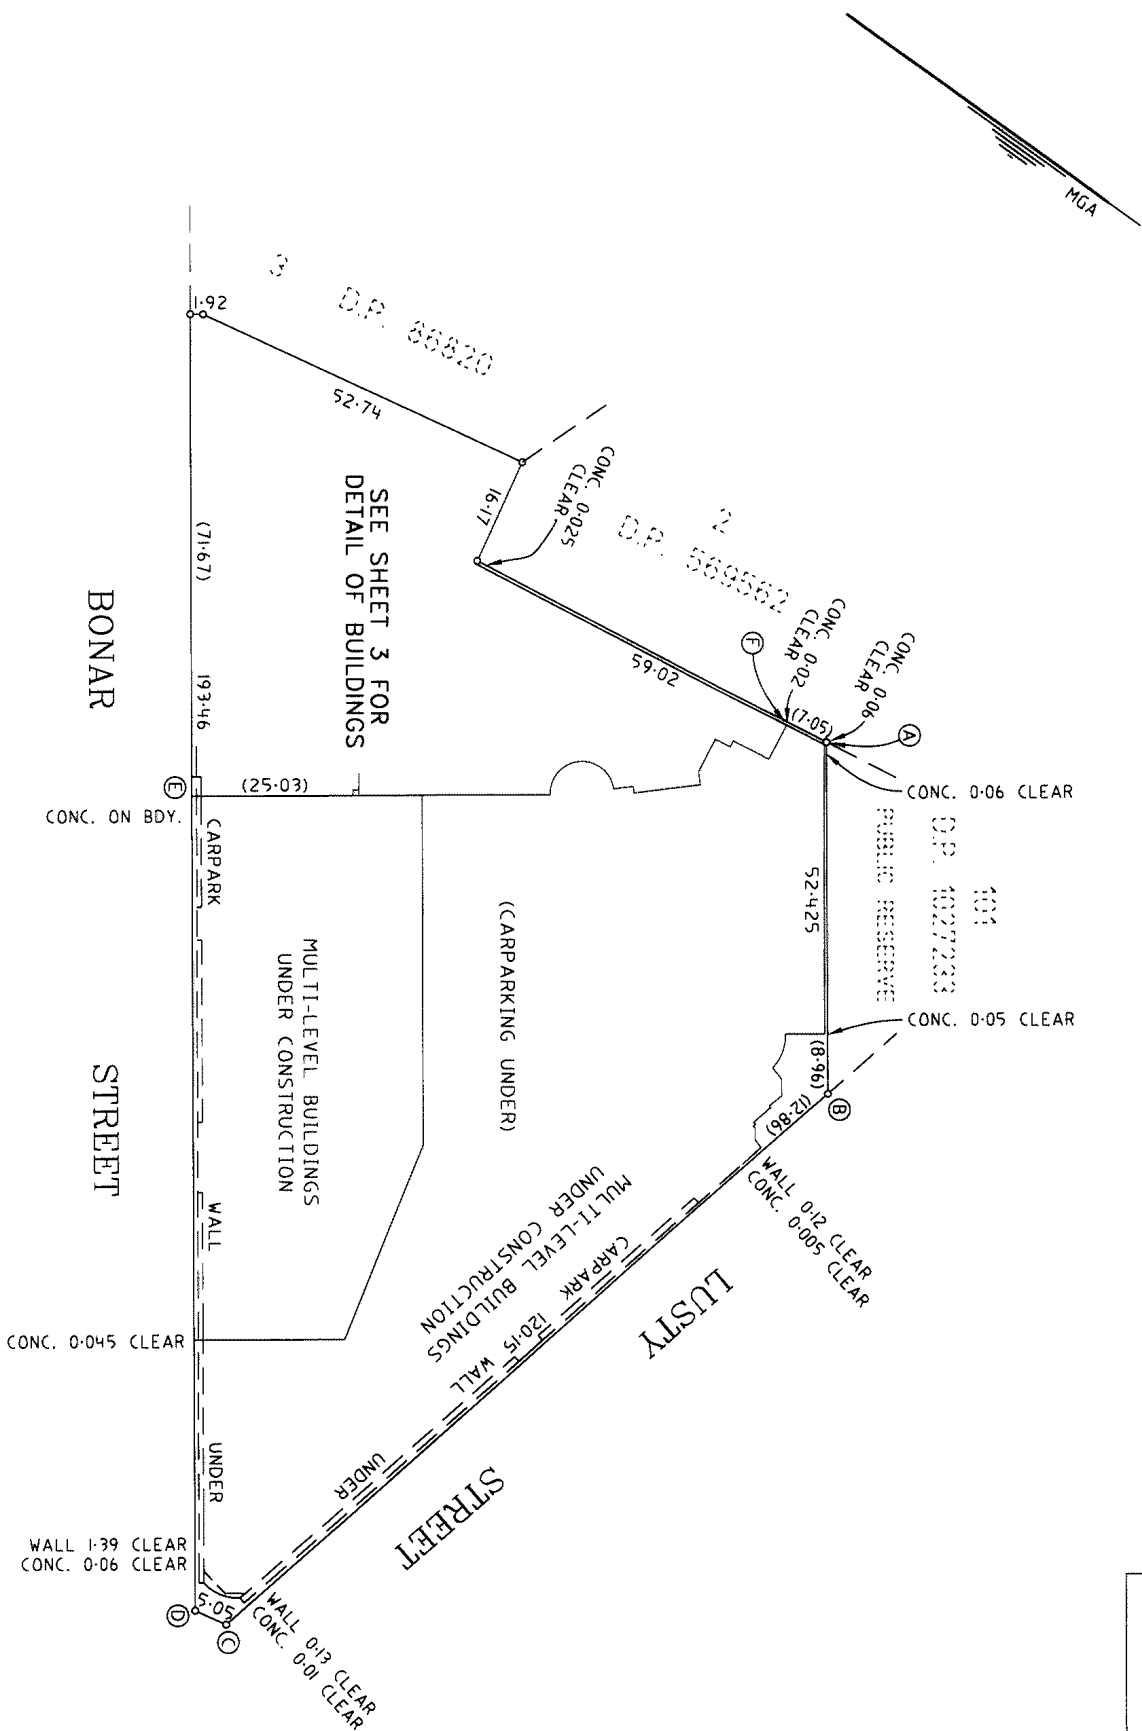 MGA
3
D.P. 86820
1·92
52·74
16·17
CONC. 0·025
CLEAR
2
D.P. 569562
CONC. 0·02
CLEAR
F
CONC. 0·06
CLEAR
A
(7·05)
59·02
SEE SHEET 3 FOR
DETAIL OF BUILDINGS
(71·67)
193·46
BONAR
STREET
E
CONC. ON BDY.
(25·03)
CONC. 0·06 CLEAR
101
D.P. 1027233
PUBLIC RESERVE
52·425
CONC. 0·05 CLEAR
(8·96)
B
(12·86)
WALL 0·12 CLEAR
CONC. 0·005 CLEAR
(CARPARKING UNDER)
MULTI-LEVEL BUILDINGS
UNDER CONSTRUCTION
CARPARK
WALL
UNDER
MULTI-LEVEL BUILDINGS
UNDER CONSTRUCTION
CARPARK
120·15
WALL
UNDER
LUSTY
STREET
CONC. 0·045 CLEAR
WALL 1·39 CLEAR
CONC. 0·06 CLEAR
5·05
D
C
WALL 0·13 CLEAR
CONC. 0·01 CLEAR